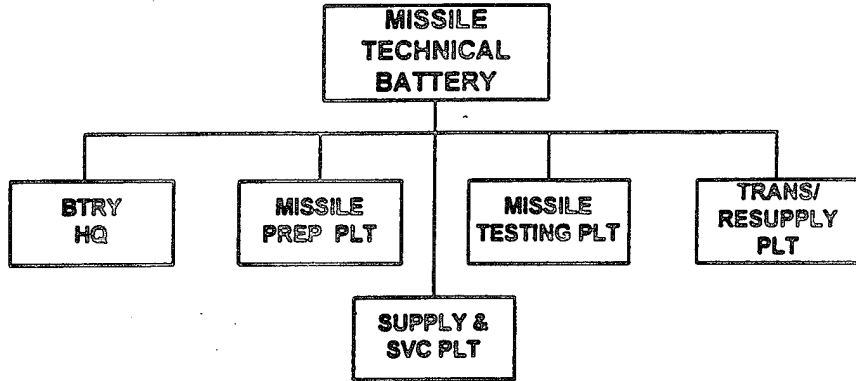 MISSILE
TECHNICAL
BATTERY
BTRY
HQ
MISSILE
PREP PLT
MISSILE
TESTING PLT
TRANS/
RESUPPLY
PLT
SUPPLY &
SVC PLT